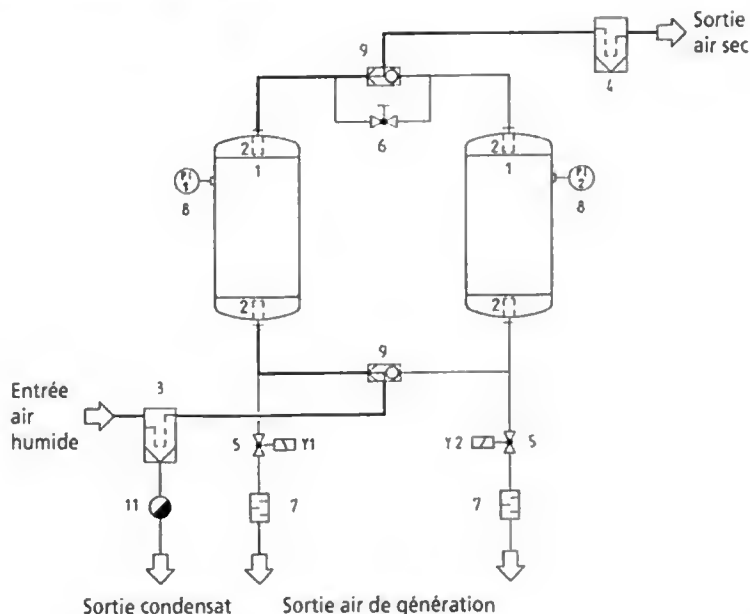 Sortie
air sec
9
4
6
2
2
1
1
PI
1
PI
2
8
8
2
2
9
Entrée
air
humide
3
5
Y1
Y2
5
11
7
7
Sortie condensat
Sortie air de génération